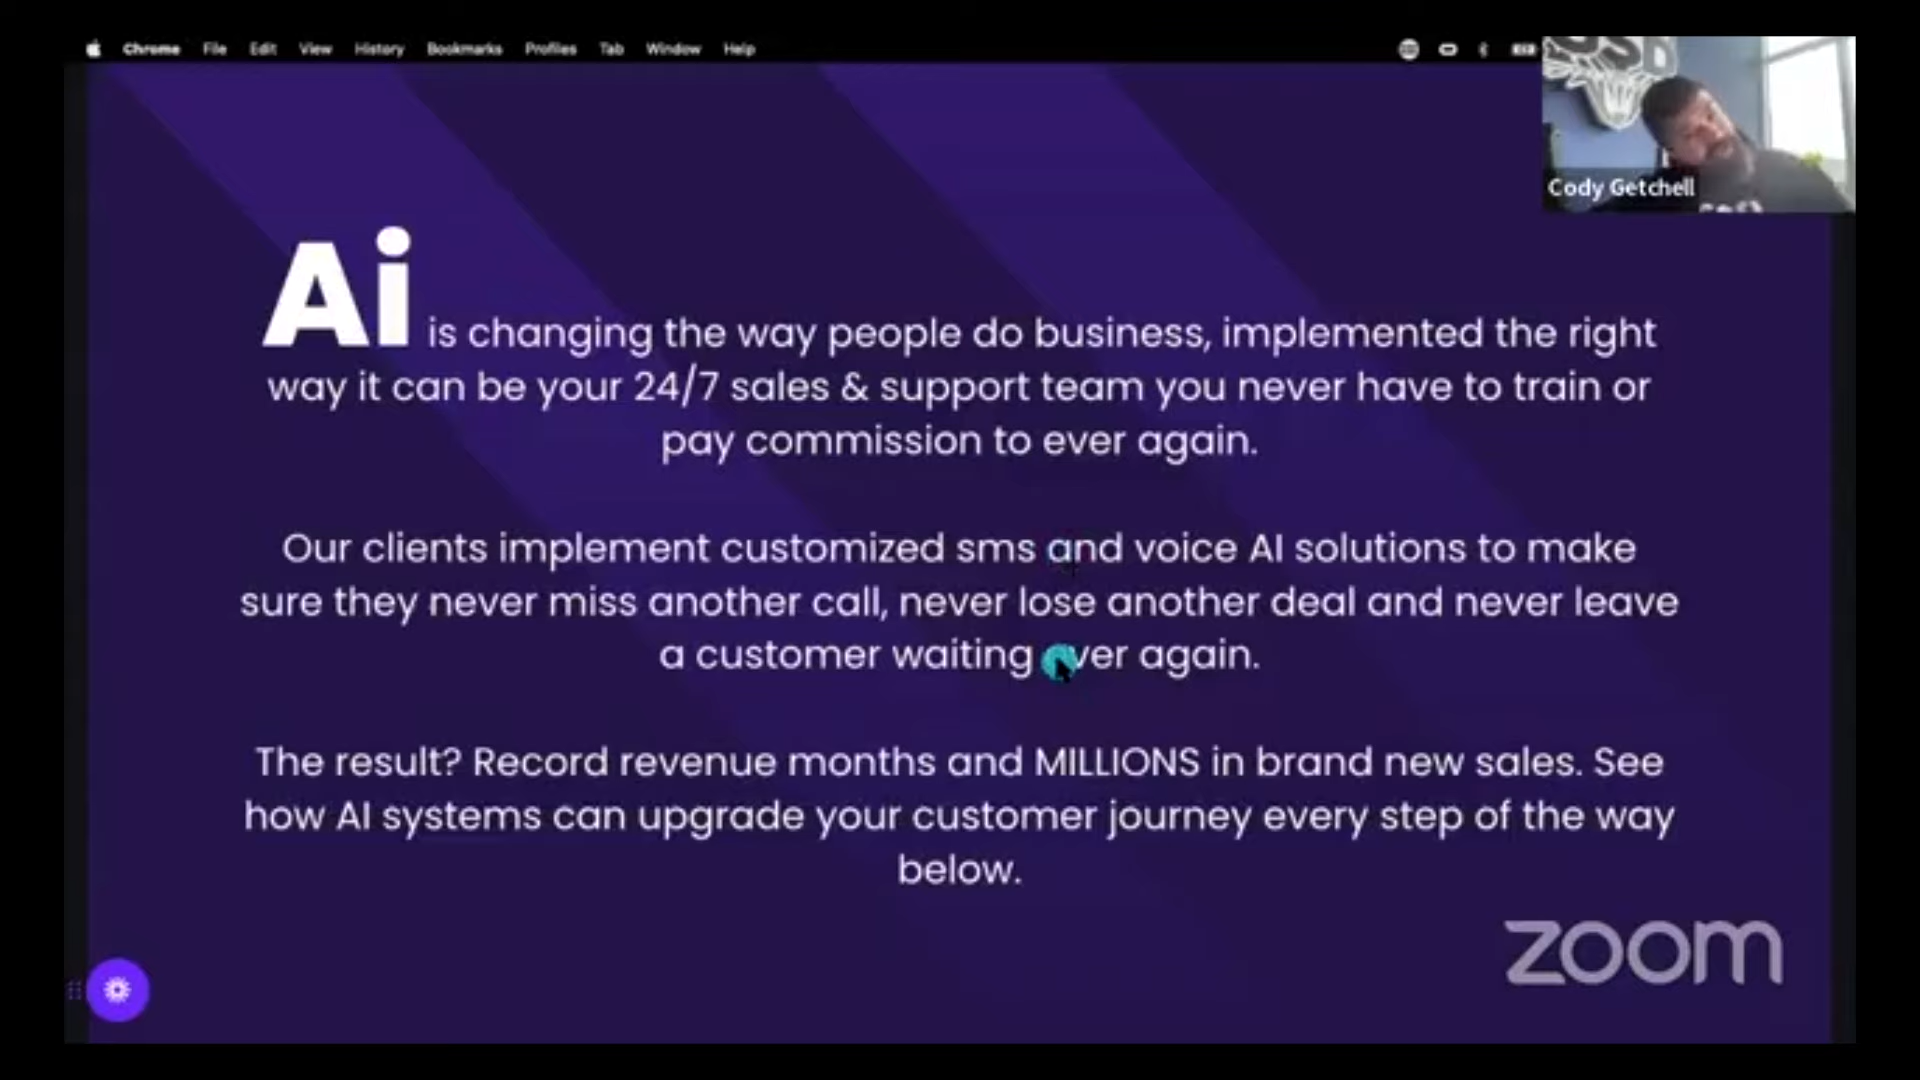 Chrome File Edit View History Bookmarks Profiles Tab Window Help
Cody Getchell
Ai is changing the way people do business, implemented the right
way it can be your 24/7 sales & support team you never have to train or
pay commission to ever again.
Our clients implement customized sms and voice AI solutions to make
sure they never miss another call, never lose another deal and never leave
a customer waiting ever again.
The result? Record revenue months and MILLIONS in brand new sales. See
how AI systems can upgrade your customer journey every step of the way
below.
zoom